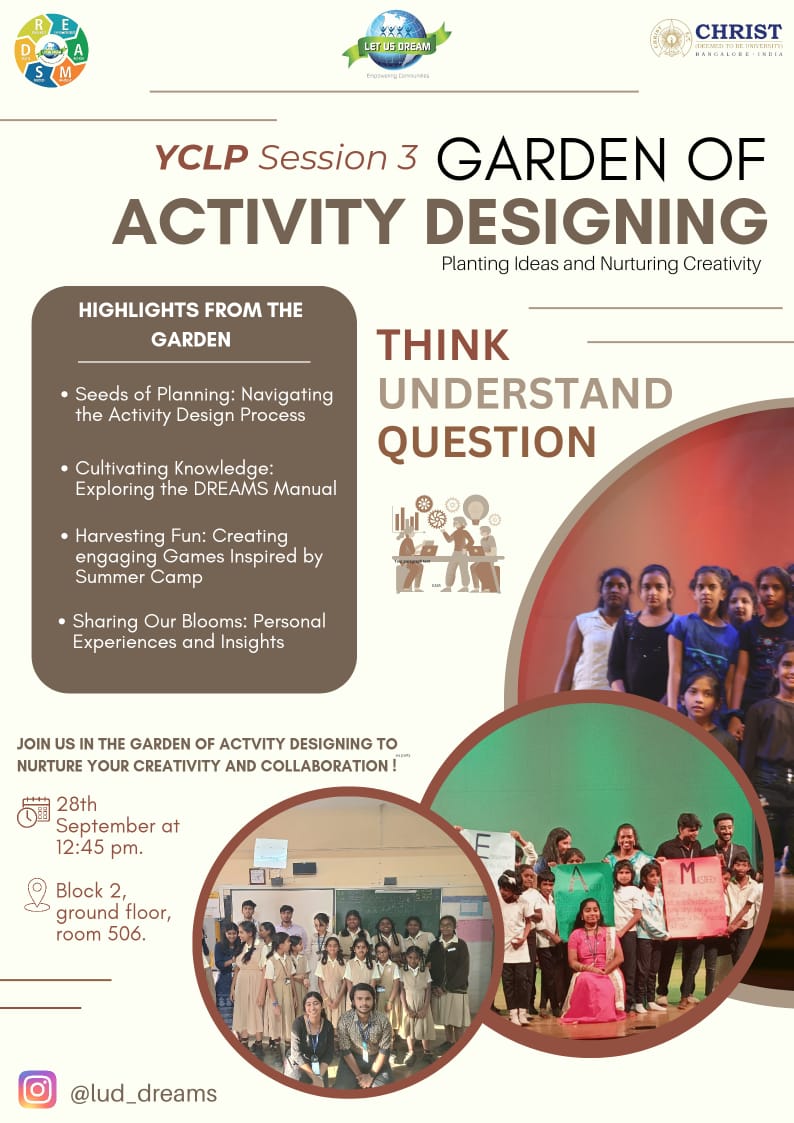 R
E
D
A
S
M
LET US DREAM
Empowering Communities
CHRIST
(DEEMED TO BE UNIVERSITY)
BANGALORE · INDIA
YCLP Session 3 GARDEN OF
ACTIVITY DESIGNING
Planting Ideas and Nurturing Creativity
HIGHLIGHTS FROM THE
GARDEN
• Seeds of Planning: Navigating
the Activity Design Process
• Cultivating Knowledge:
Exploring the DREAMS Manual
• Harvesting Fun: Creating
engaging Games Inspired by
Summer Camp
• Sharing Our Blooms: Personal
Experiences and Insights
THINK
UNDERSTAND
QUESTION
JOIN US IN THE GARDEN OF ACTVITY DESIGNING TO
NURTURE YOUR CREATIVITY AND COLLABORATION !
28th
September at
12:45 pm.
Block 2,
ground floor,
room 506.
E
A
M
MASTERY
@lud_dreams